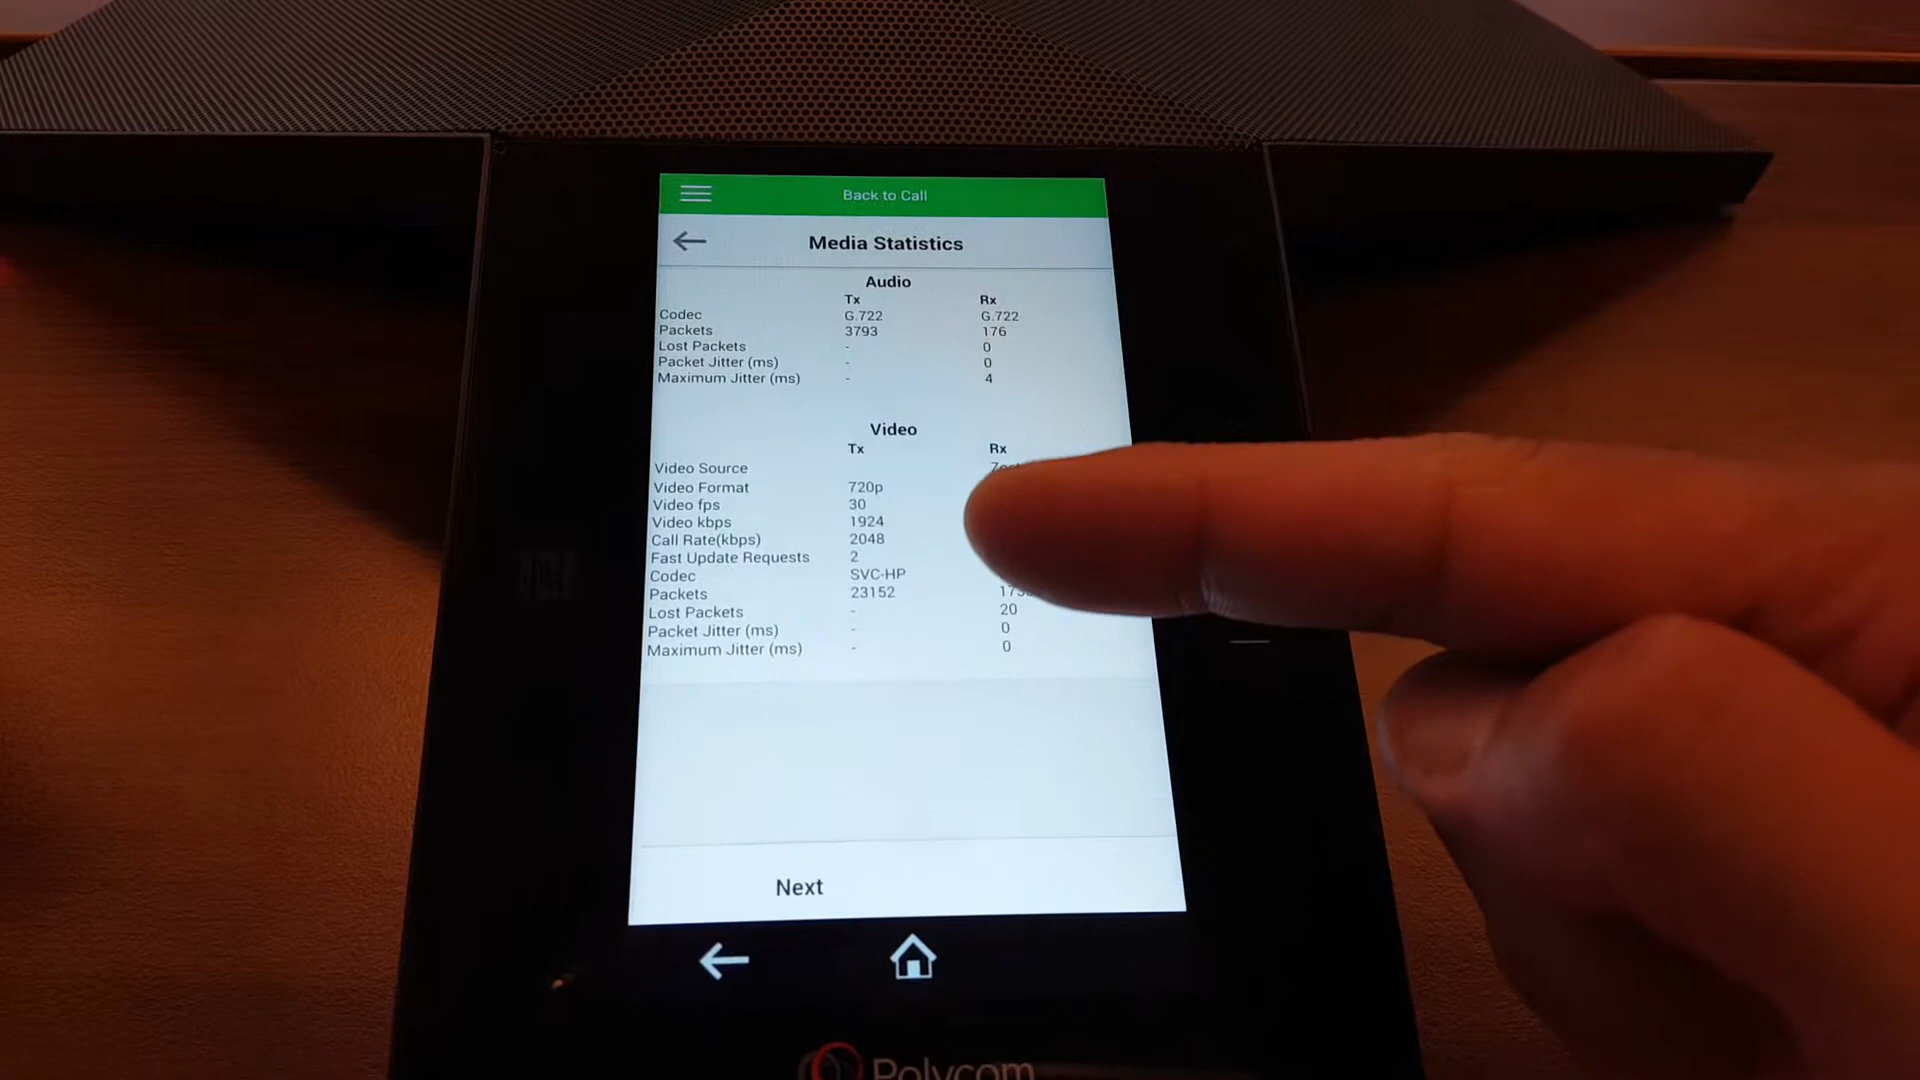 Back to Call
Media Statistics
Audio
Tx Rx
Codec G.722 G.722
Packets 3793 176
Lost Packets - 0
Packet Jitter (ms) - 0
Maximum Jitter (ms) - 4
Video
Tx Rx
Video Source
Video Format 720p
Video fps 30
Video kbps 1924
Call Rate(kbps) 2048
Fast Update Requests 2
Codec SVC-HP
Packets 23152
Lost Packets - 20
Packet Jitter (ms) - 0
Maximum Jitter (ms) - 0
Next
Polycom